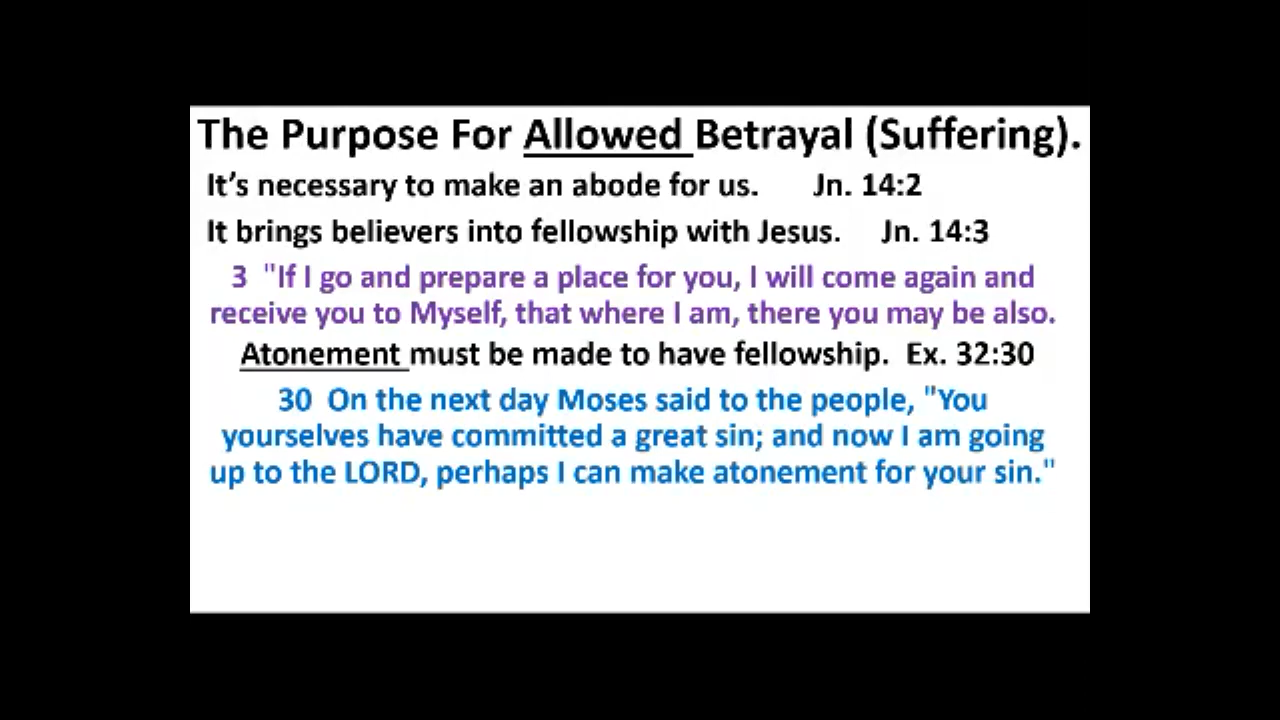 The Purpose For Allowed Betrayal (Suffering).
It's necessary to make an abode for us. Jn. 14:2
It brings believers into fellowship with Jesus. Jn. 14:3
3 "If I go and prepare a place for you, I will come again and
receive you to Myself, that where I am, there you may be also.
Atonement must be made to have fellowship. Ex. 32:30
30 On the next day Moses said to the people, "You
yourselves have committed a great sin; and now I am going
up to the LORD, perhaps I can make atonement for your sin."